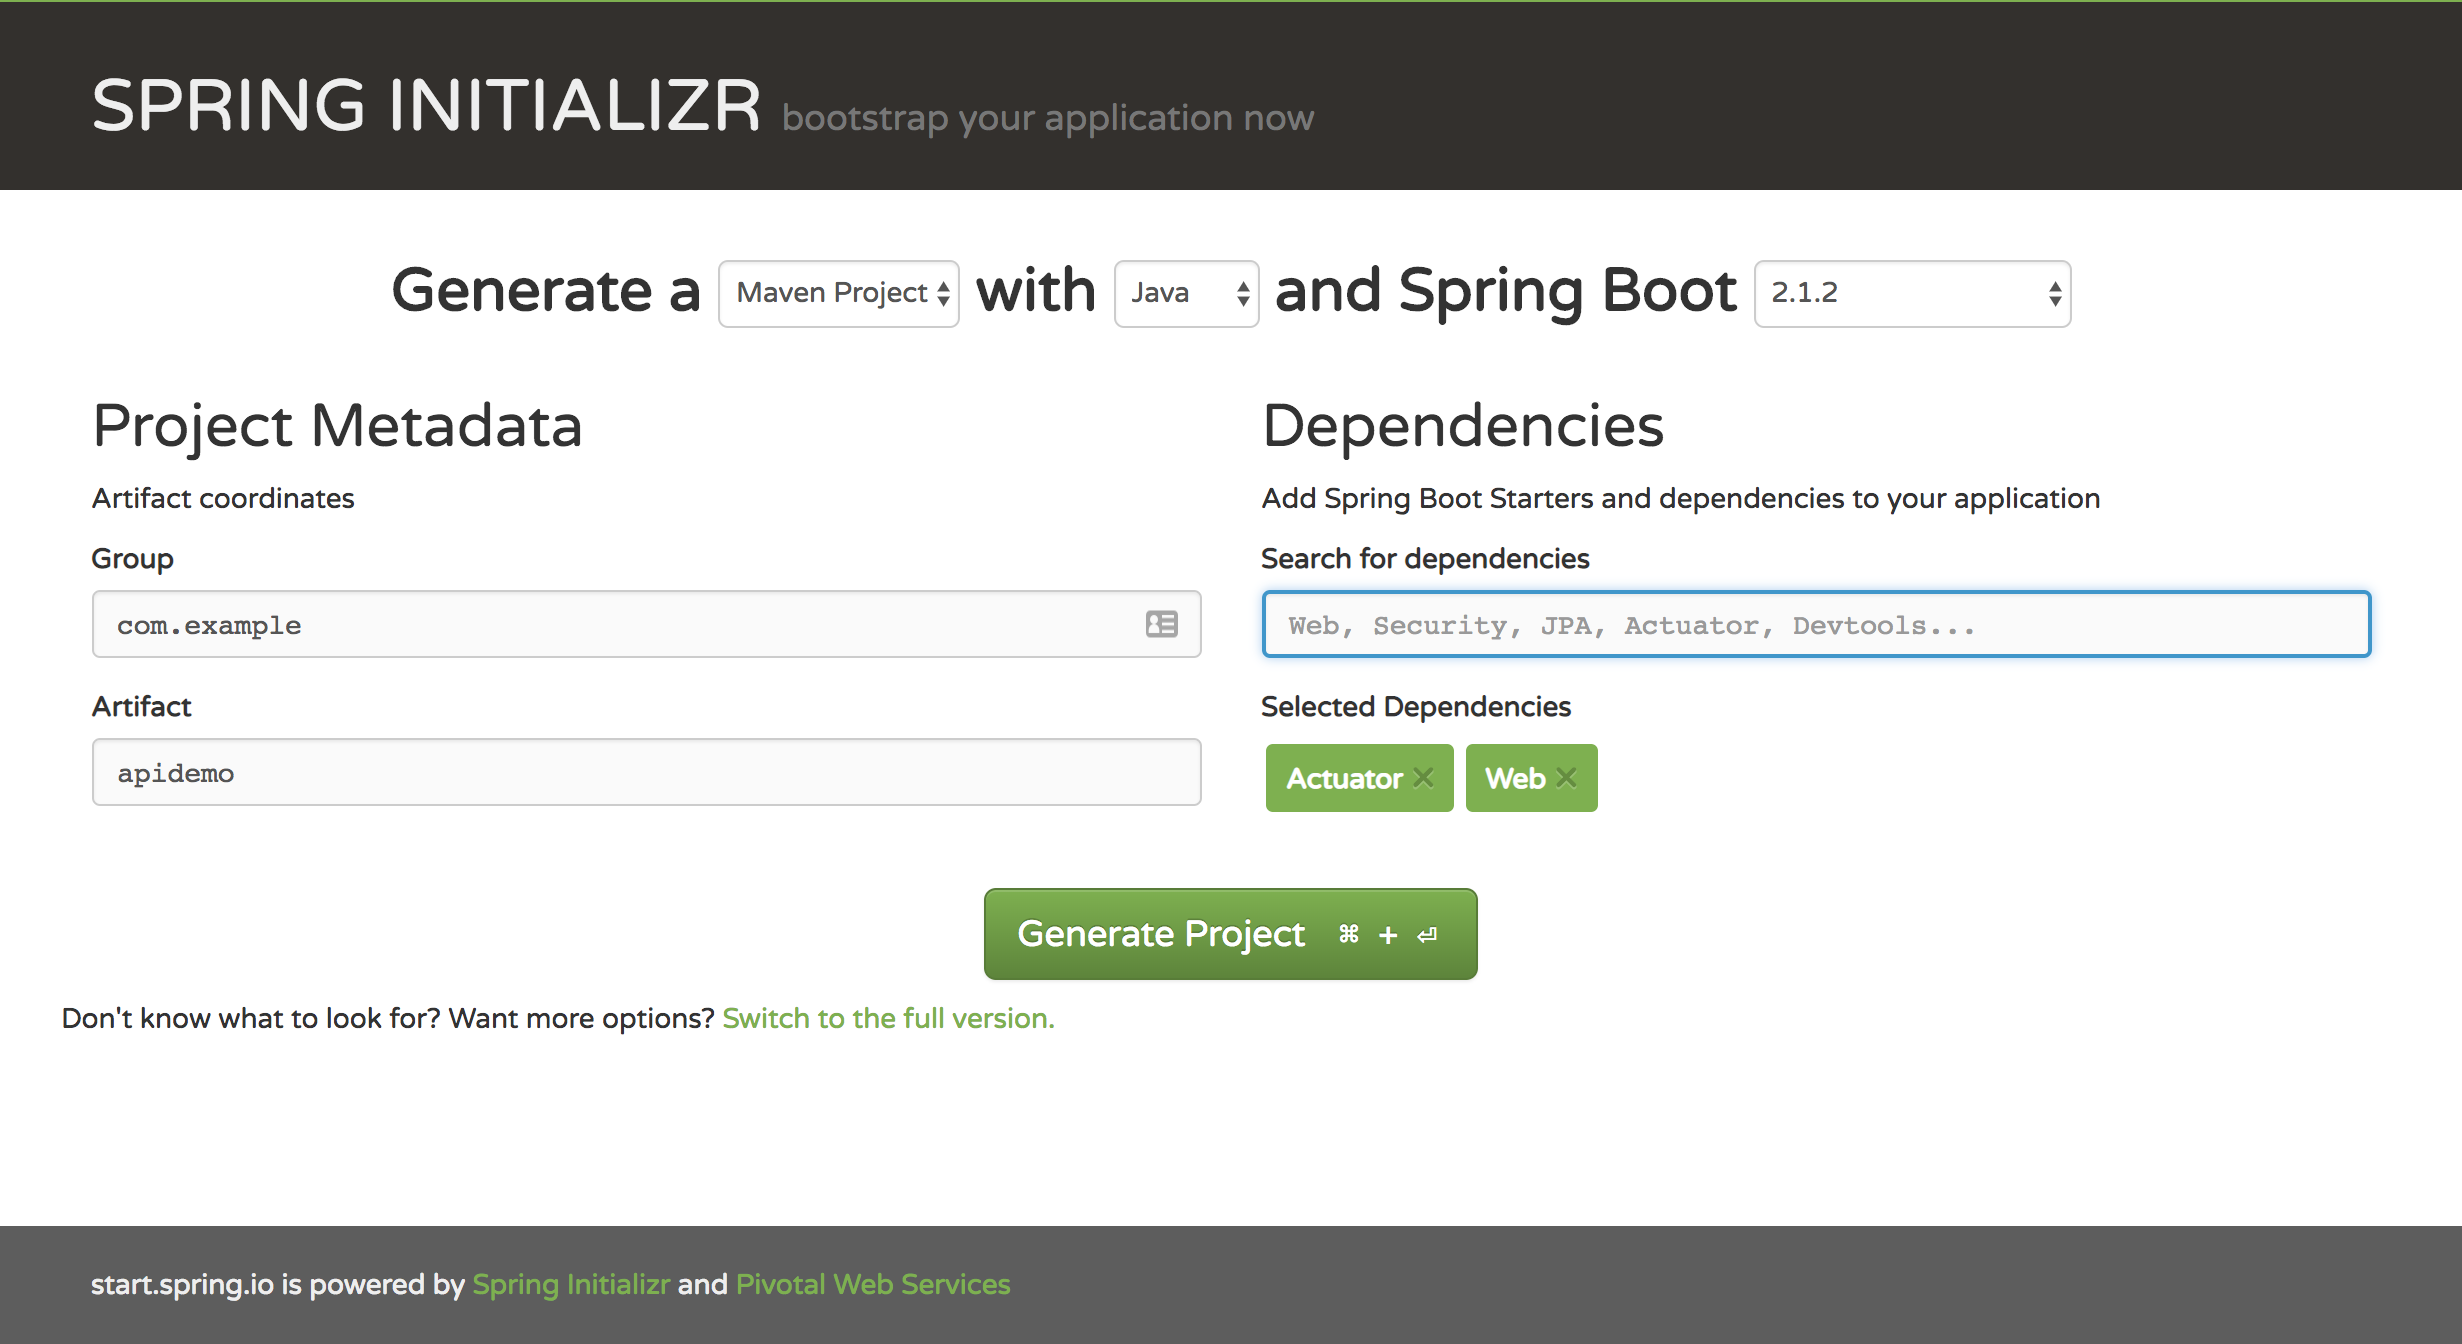 SPRING INITIALIZR bootstrap your application now
Generate a Maven Project with Java and Spring Boot 2.1.2
Project Metadata
Artifact coordinates
Group
com.example
Artifact
apidemo
Dependencies
Add Spring Boot Starters and dependencies to your application
Search for dependencies
Web, Security, JPA, Actuator, Devtools...
Selected Dependencies
Actuator × Web ×
Generate Project ⌘ + ⏎
Don't know what to look for? Want more options? Switch to the full version.
start.spring.io is powered by Spring Initializr and Pivotal Web Services